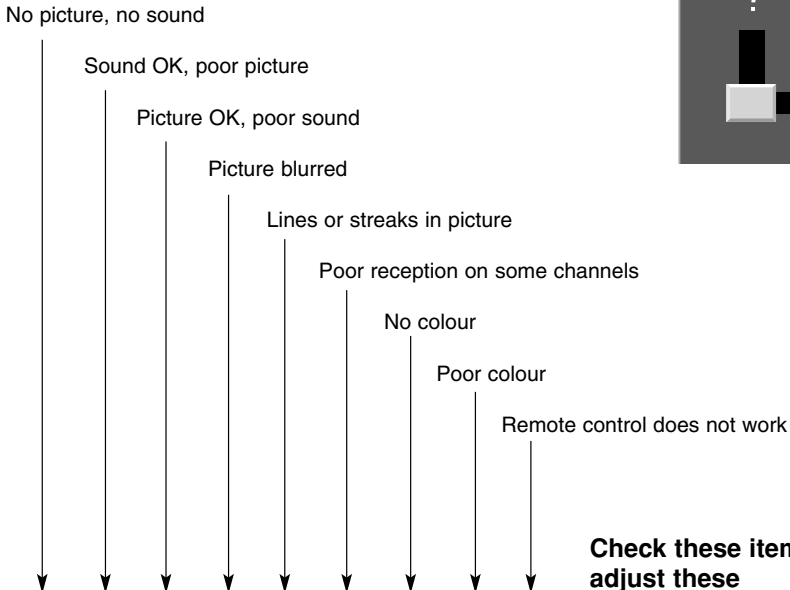 No picture, no sound
Sound OK, poor picture
Picture OK, poor sound
Picture blurred
Lines or streaks in picture
Poor reception on some channels
No colour
Poor colour
Remote control does not work
Check these
adjust these